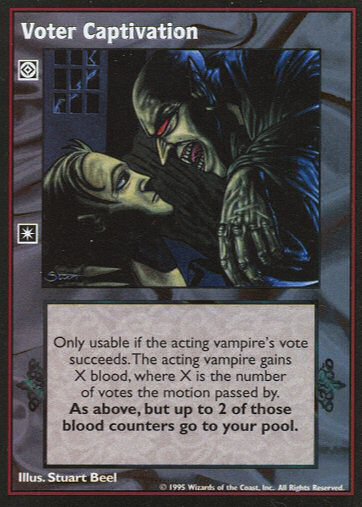 Voter Captivation
Only usable if the acting vampire's vote
succeeds. The acting vampire gains
X blood, where X is the number
of votes the motion passed by.
As above, but up to 2 of those
blood counters go to your pool.
Illus. Stuart Beel
© 1995 Wizards of the Coast, Inc. All Rights Reserved.